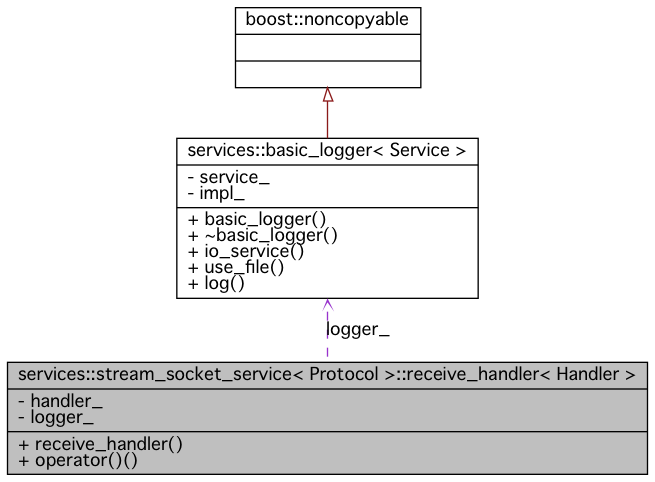 boost::noncopyable
services::basic_logger< Service >
- service_
- impl_
+ basic_logger()
+ ~basic_logger()
+ io_service()
+ use_file()
+ log()
logger_
services::stream_socket_service< Protocol >::receive_handler< Handler >
- handler_
- logger_
+ receive_handler()
+ operator()()